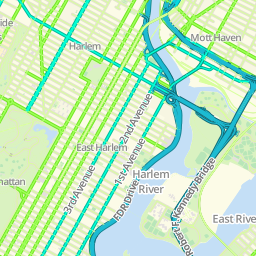 ide
Mott Haven
Harlem
2nd Avenue
East Harlem
Harlem
River
1st Avenue
3rd Avenue
FDR Drive
Robert F. Kennedy Bridge
hattan
East River